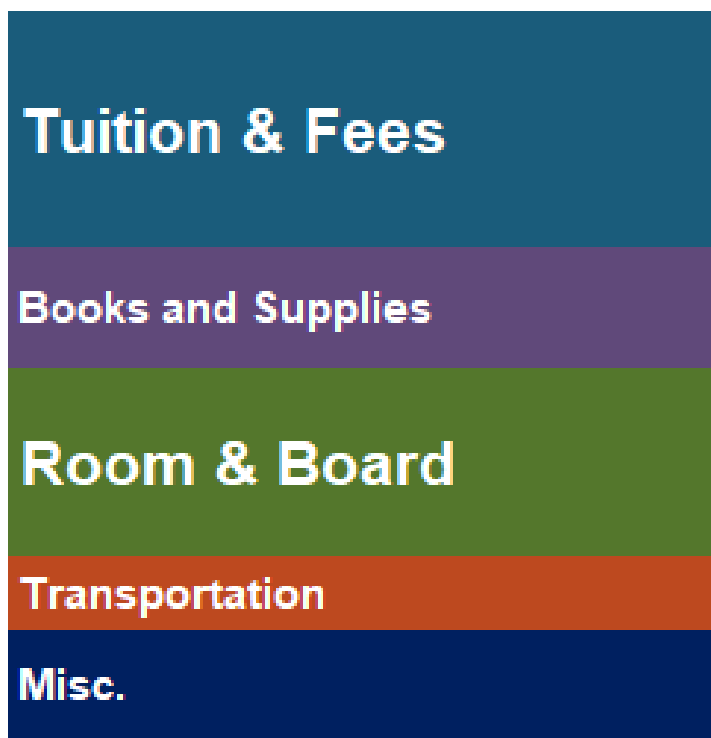 Tuition & Fees
Books and Supplies
Room & Board
Transportation
Misc.